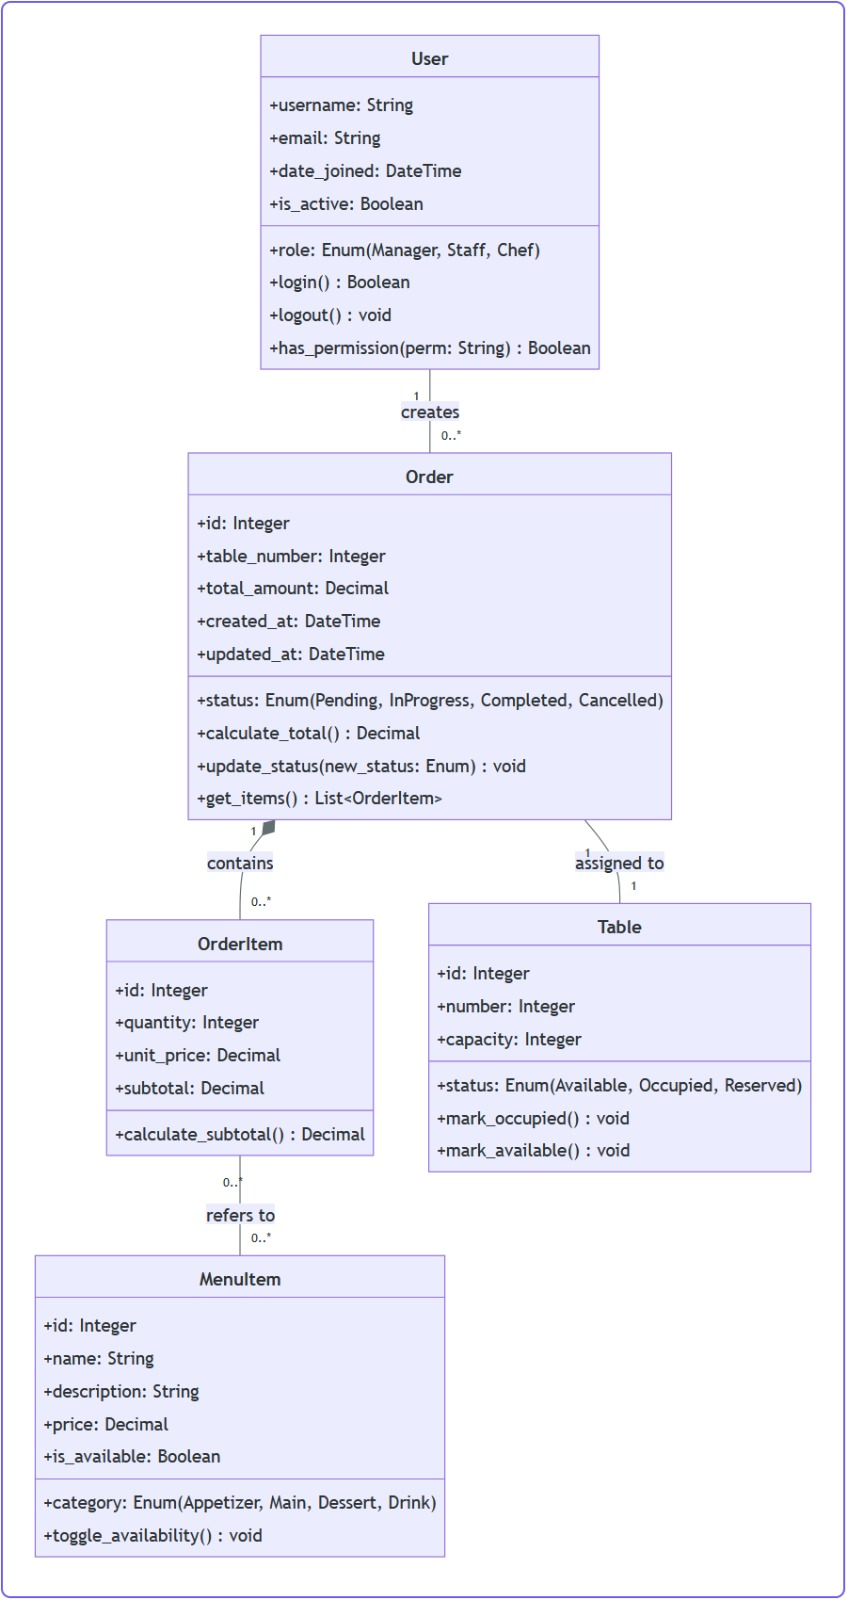 User
+username: String
+email: String
+date_joined: DateTime
+is_active: Boolean
+role: Enum(Manager, Staff, Chef)
+login() : Boolean
+logout() : void
+has_permission(perm: String) : Boolean
1
creates
0..*
Order
+id: Integer
+table_number: Integer
+total_amount: Decimal
+created_at: DateTime
+updated_at: DateTime
+status: Enum(Pending, InProgress, Completed, Cancelled)
+calculate_total() : Decimal
+update_status(new_status: Enum) : void
+get_items() : List<OrderItem>
1
contains
0..*
1
assigned to
1
OrderItem
+id: Integer
+quantity: Integer
+unit_price: Decimal
+subtotal: Decimal
+calculate_subtotal() : Decimal
Table
+id: Integer
+number: Integer
+capacity: Integer
+status: Enum(Available, Occupied, Reserved)
+mark_occupied() : void
+mark_available() : void
0..*
refers to
0..*
MenuItem
+id: Integer
+name: String
+description: String
+price: Decimal
+is_available: Boolean
+category: Enum(Appetizer, Main, Dessert, Drink)
+toggle_availability() : void